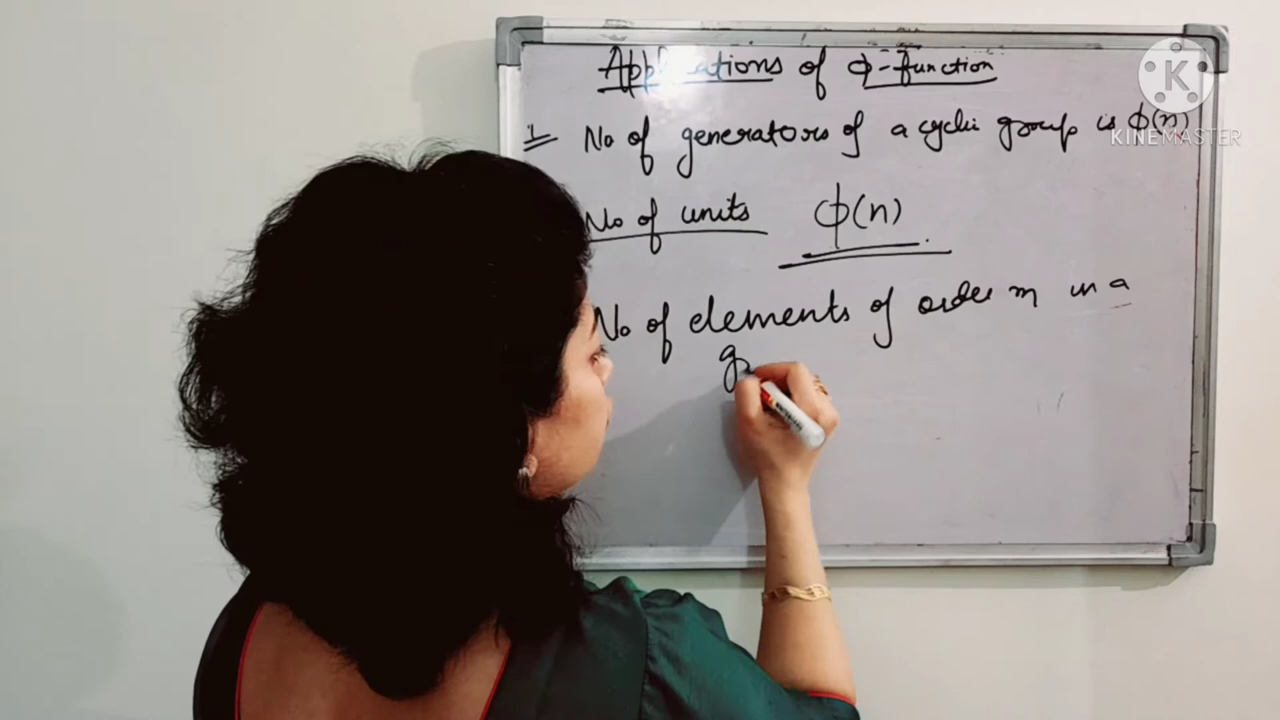 Applications of φ-function
1 No of generators of a cyclic group is φ(n)
No of units φ(n)
No of elements of order m in a
gr
K
KINEMASTER